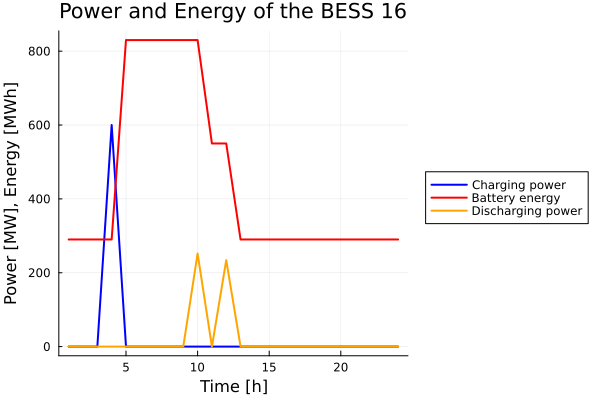 Power and Energy of the BESS 16
Power [MW], Energy [MWh]
800
600
400
200
0
5
10
15
20
Time [h]
Charging power
Battery energy
Discharging power